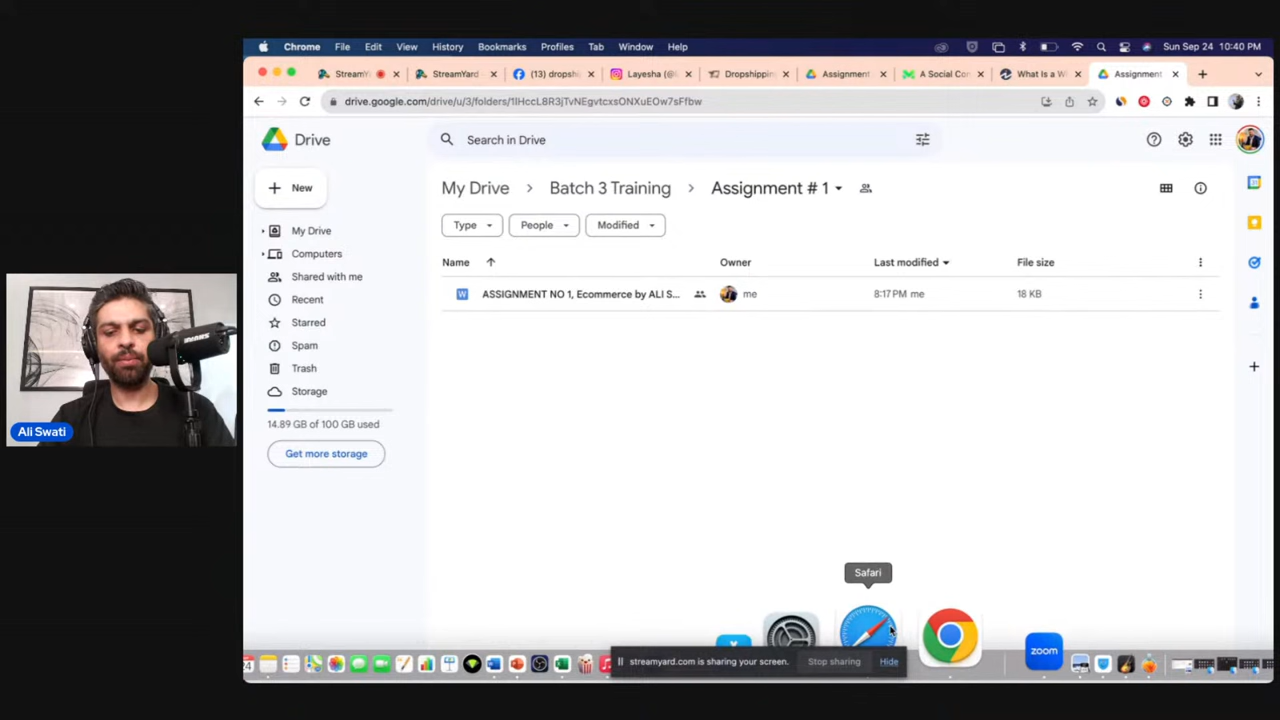 Chrome File Edit View History Bookmarks Profiles Tab Window Help Sun Sep 24 10:40 PM
StreamY StreamYard - (13) dropsh Layesha (@ Dropshippin Assignment A Social Con What Is a W Assignment
drive.google.com/drive/u/3/folders/
Drive
Search in Drive
New
My Drive > Batch 3 Training > Assignment # 1
Type People Modified
My Drive
Computers
Shared with me
Recent
Starred
Spam
Trash
Storage
14.89 GB of 100 GB used
Get more storage
Name Owner Last modified File size
ASSIGNMENT NO 1, Ecommerce by ALI S... me 8:17 PM me 18 KB
Ali Swati
Safari
streamyard.com is sharing your screen. Stop sharing Hide
zoom